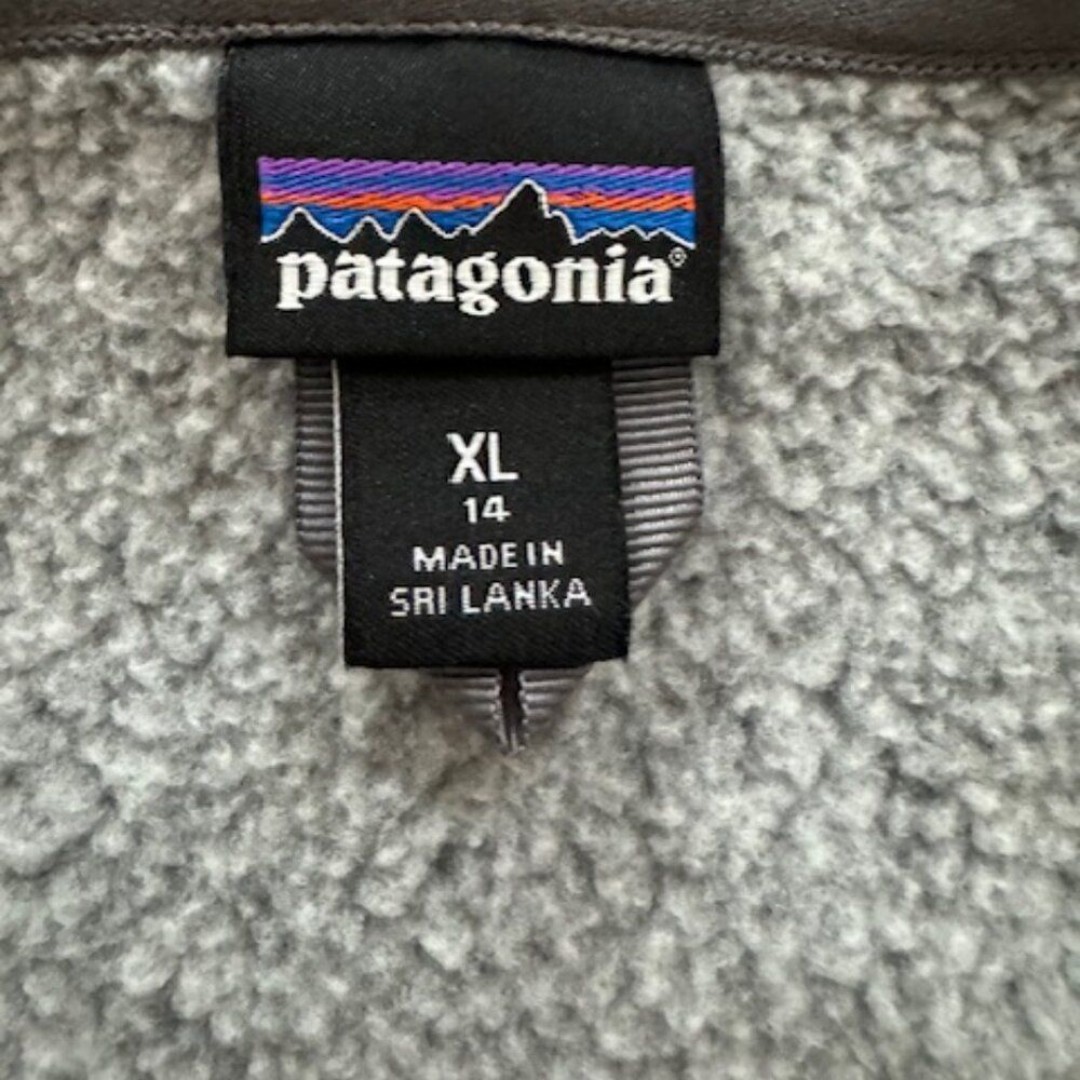 patagonia®
XL
14
MADE IN
SRI LANKA